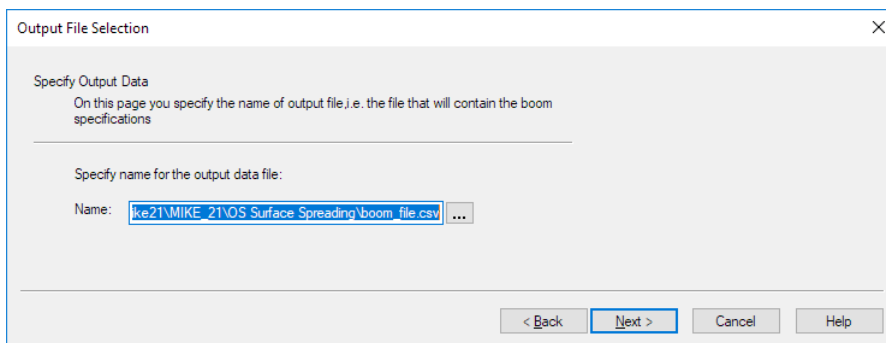 Output File Selection
Specify Output Data
On this page you specify the name of output file,i.e. the file that will contain the boom
specifications
Specify name for the output data file:
Name: ike21\MIKE_21\OS Surface Spreading\boom_file.csv ...
< Back Next > Cancel Help